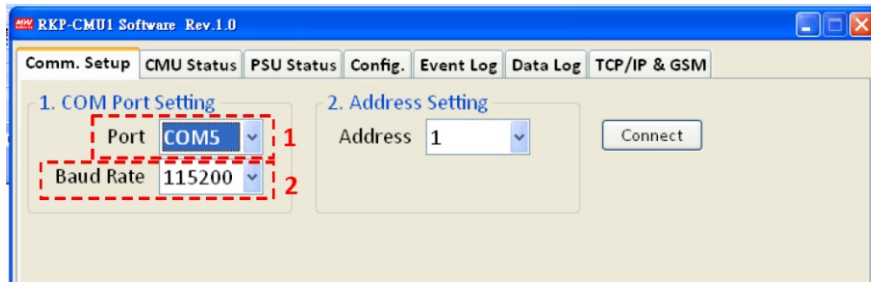 MW RKP-CMU1 Software Rev.1.0
Comm. Setup CMU Status PSU Status Config. Event Log Data Log TCP/IP & GSM
1. COM Port Setting
Port COM5 1
Baud Rate 115200 2
2. Address Setting
Address 1
Connect